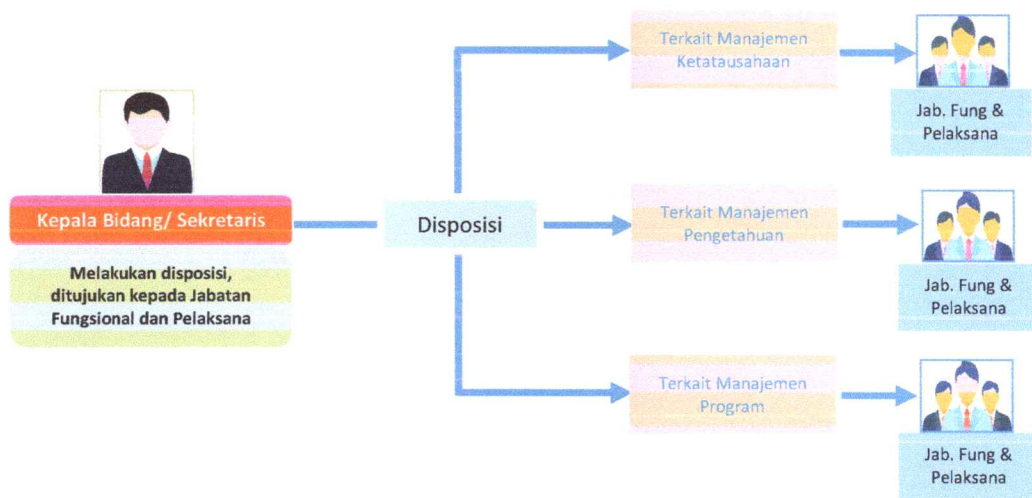 Kepala Bidang/ Sekretaris
Melakukan disposisi,
ditujukan kepada Jabatan
Fungsional dan Pelaksana
Disposisi
Terkait Manajemen
Ketatausahaan
Jab. Fung &
Pelaksana
Terkait Manajemen
Pengetahuan
Jab. Fung &
Pelaksana
Terkait Manajemen
Program
Jab. Fung &
Pelaksana